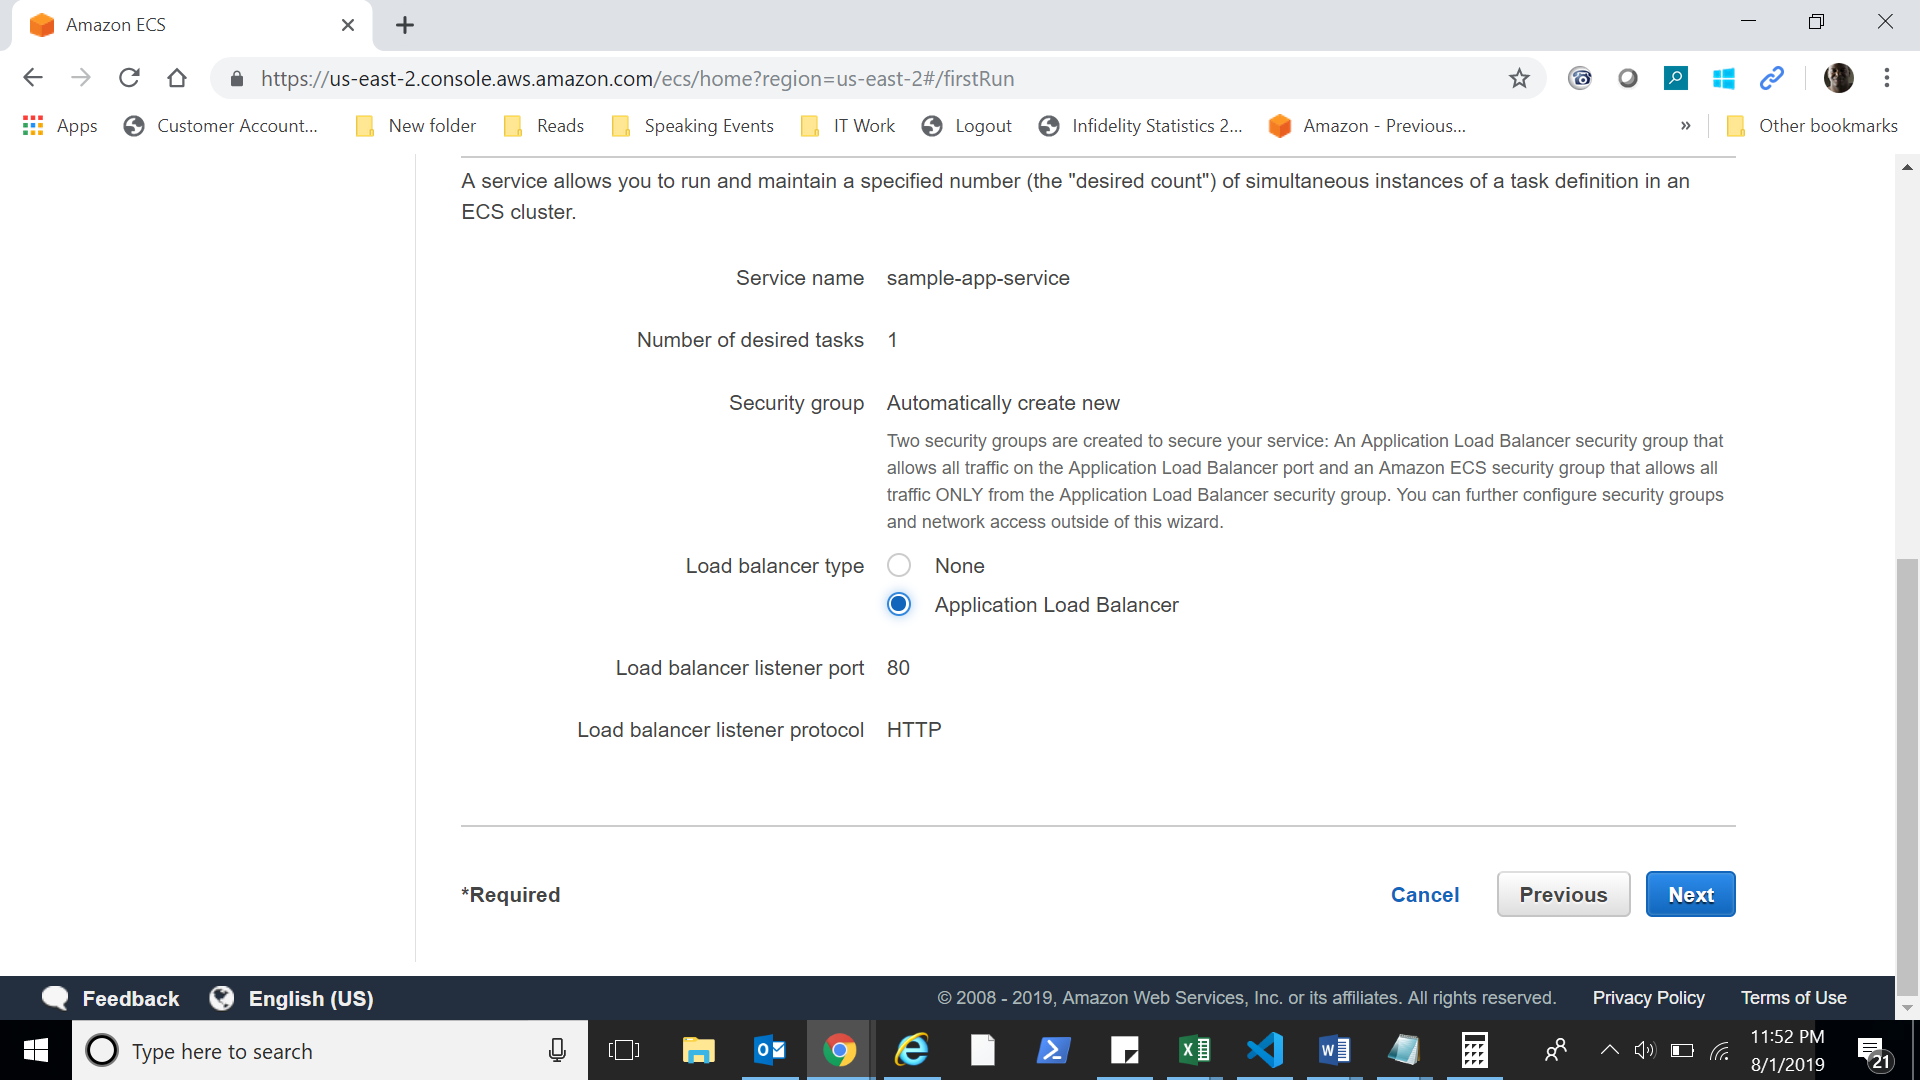 Amazon ECS
https://us-east-2.console.aws.amazon.com/ecs/home?region=us-east-2#/firstRun
Apps Customer Account... New folder Reads Speaking Events IT Work Logout Infidelity Statistics 2... Amazon - Previous... » Other bookmarks
A service allows you to run and maintain a specified number (the "desired count") of simultaneous instances of a task definition in an
ECS cluster.
Service name sample-app-service
Number of desired tasks 1
Security group Automatically create new
Two security groups are created to secure your service: An Application Load Balancer security group that
allows all traffic on the Application Load Balancer port and an Amazon ECS security group that allows all
traffic ONLY from the Application Load Balancer security group. You can further configure security groups
and network access outside of this wizard.
Load balancer type None
Application Load Balancer
Load balancer listener port 80
Load balancer listener protocol HTTP
*Required Cancel Previous Next
Feedback English (US) © 2008 - 2019, Amazon Web Services, Inc. or its affiliates. All rights reserved. Privacy Policy Terms of Use
Type here to search
11:52 PM
8/1/2019
21